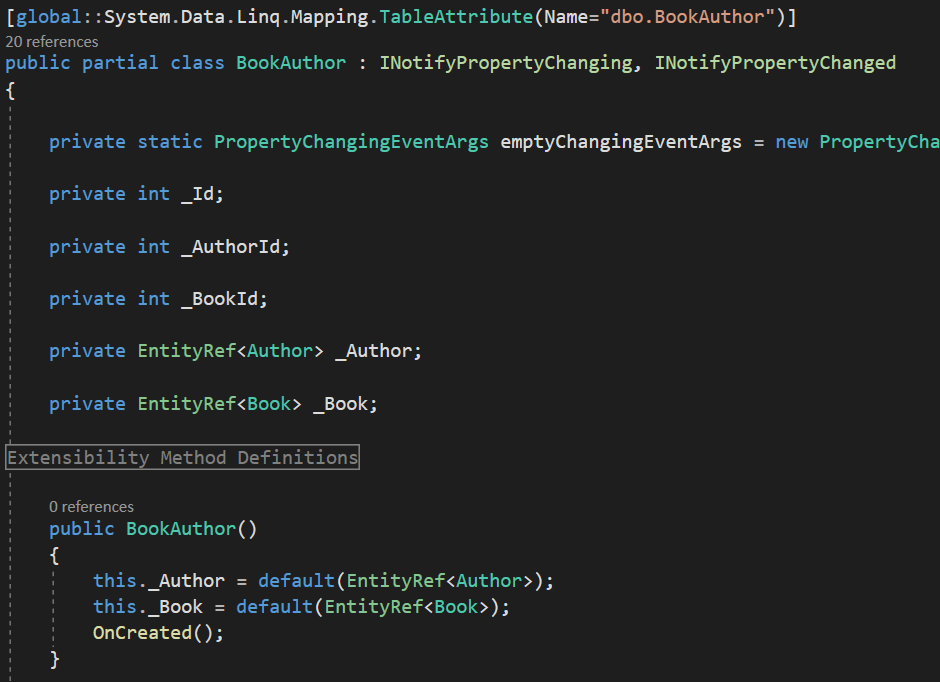 [global::System.Data.Linq.Mapping.TableAttribute(Name="dbo.BookAuthor")]
20 references
public partial class BookAuthor : INotifyPropertyChanging, INotifyPropertyChanged
{
private static PropertyChangingEventArgs emptyChangingEventArgs = new PropertyCha
private int _Id;
private int _AuthorId;
private int _BookId;
private EntityRef<Author> _Author;
private EntityRef<Book> _Book;
Extensibility Method Definitions
0 references
public BookAuthor()
{
this._Author = default(EntityRef<Author>);
this._Book = default(EntityRef<Book>);
OnCreated();
}